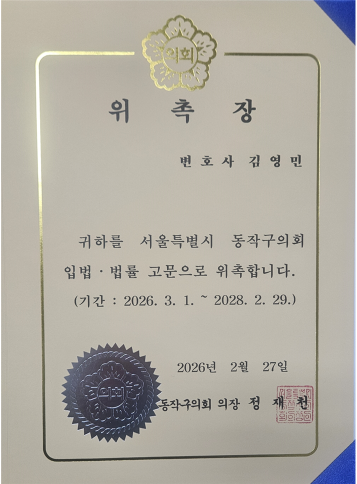 의회
위 촉 장
변호사 김영민
귀하를 서울특별시 동작구의회
입법·법률 고문으로 위촉합니다.
(기간 : 2026. 3. 1. ~ 2028. 2. 29.)
2026년 2월 27일
의회
동작구의회 의장 정재천